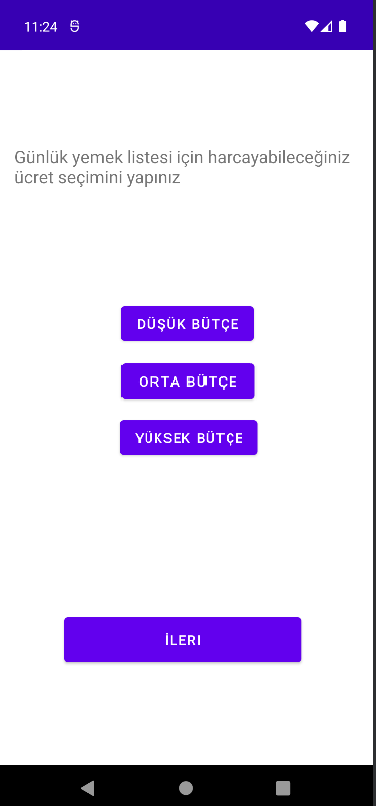 11:24
Günlük yemek listesi için harcayabileceğiniz
ücret seçimini yapınız
DÜŞÜK BÜTÇE
ORTA BÜTÇE
YÜKSEK BÜTÇE
İLERI